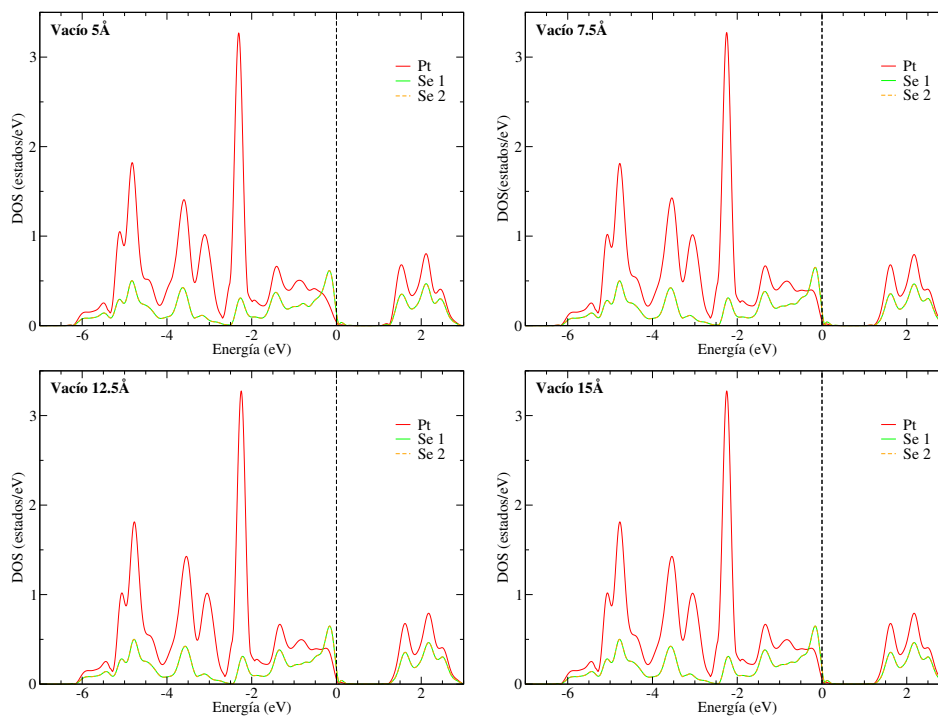 Vacío 5Å
Pt
Se 1
Se 2
DOS (estados/eV)
3
2
1
0
-6
-4
-2
0
2
Energía (eV)
Vacío 7.5Å
Pt
Se 1
Se 2
DOS(estados/eV)
3
2
1
0
-6
-4
-2
0
2
Energía (eV)
Vacío 12.5Å
Pt
Se 1
Se 2
DOS (estados/eV)
3
2
1
0
-6
-4
-2
0
2
Energía (eV)
Vacío 15Å
Pt
Se 1
Se 2
DOS (estados/eV)
3
2
1
0
-6
-4
-2
0
2
Energía (eV)